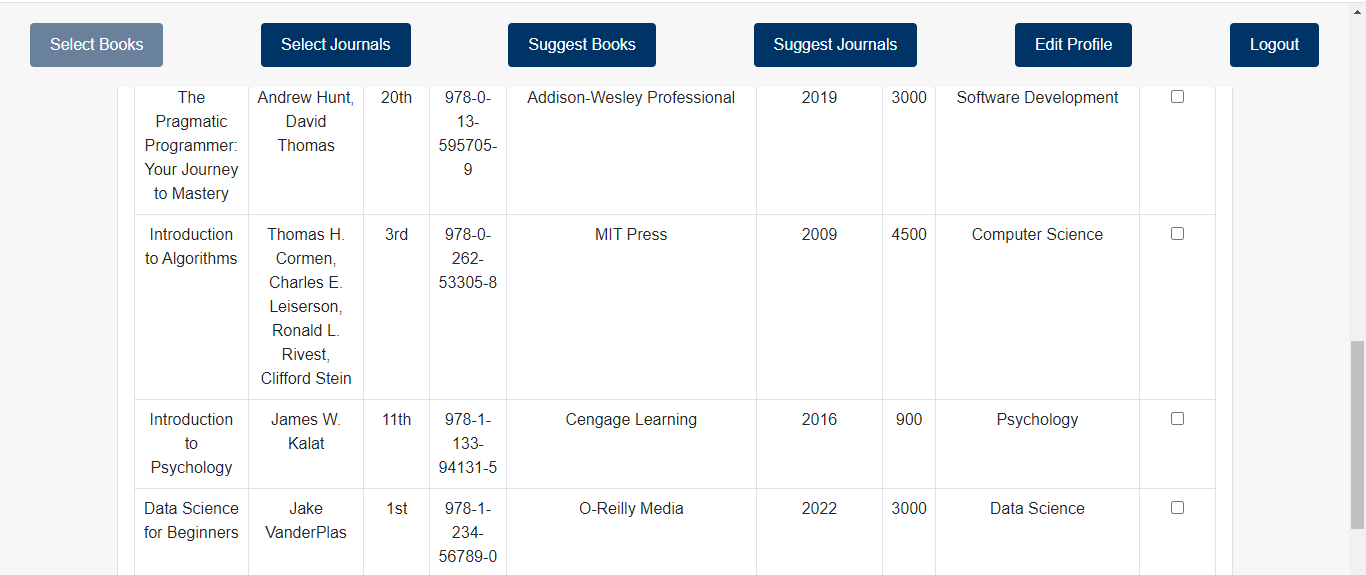 Select Books
Select Journals
Suggest Books
Suggest Journals
Edit Profile
Logout
The
Pragmatic
Programmer:
Your Journey
to Mastery
Andrew Hunt,
David
Thomas
20th
978-0-
13-
595705-
9
Addison-Wesley Professional
2019
3000
Software Development
Introduction
to Algorithms
Thomas H.
Cormen,
Charles E.
Leiserson,
Ronald L.
Rivest,
Clifford Stein
3rd
978-0-
262-
53305-8
MIT Press
2009
4500
Computer Science
Introduction
to
Psychology
James W.
Kalat
11th
978-1-
133-
94131-5
Cengage Learning
2016
900
Psychology
Data Science
for Beginners
Jake
VanderPlas
1st
978-1-
234-
56789-0
O-Reilly Media
2022
3000
Data Science